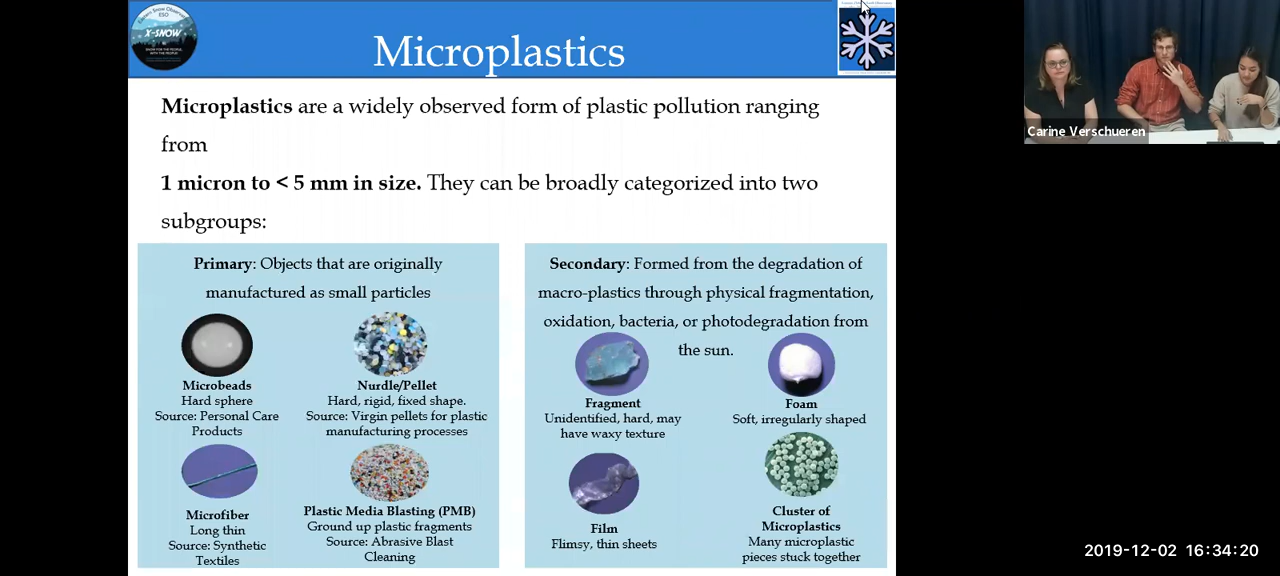 X-SNOW
Microplastics
Microplastics are a widely observed form of plastic pollution ranging
from
1 micron to < 5 mm in size. They can be broadly categorized into two
subgroups:
Primary: Objects that are originally
manufactured as small particles
Microbeads
Hard sphere
Source: Personal Care
Products
Nurdle/Pellet
Hard, rigid, fixed shape.
Source: Virgin pellets for plastic
manufacturing processes
Microfiber
Long thin
Source: Synthetic
Textiles
Plastic Media Blasting (PMB)
Ground up plastic fragments
Source: Abrasive Blast
Cleaning
Secondary: Formed from the degradation of
macro-plastics through physical fragmentation,
oxidation, bacteria, or photodegradation from
the sun.
Fragment
Unidentified, hard, may
have waxy texture
Foam
Soft, irregularly shaped
Film
Flimsy, thin sheets
Cluster of
Microplastics
Many microplastic
pieces stuck together
Carine Verschueren
2019-12-02 16:34:20